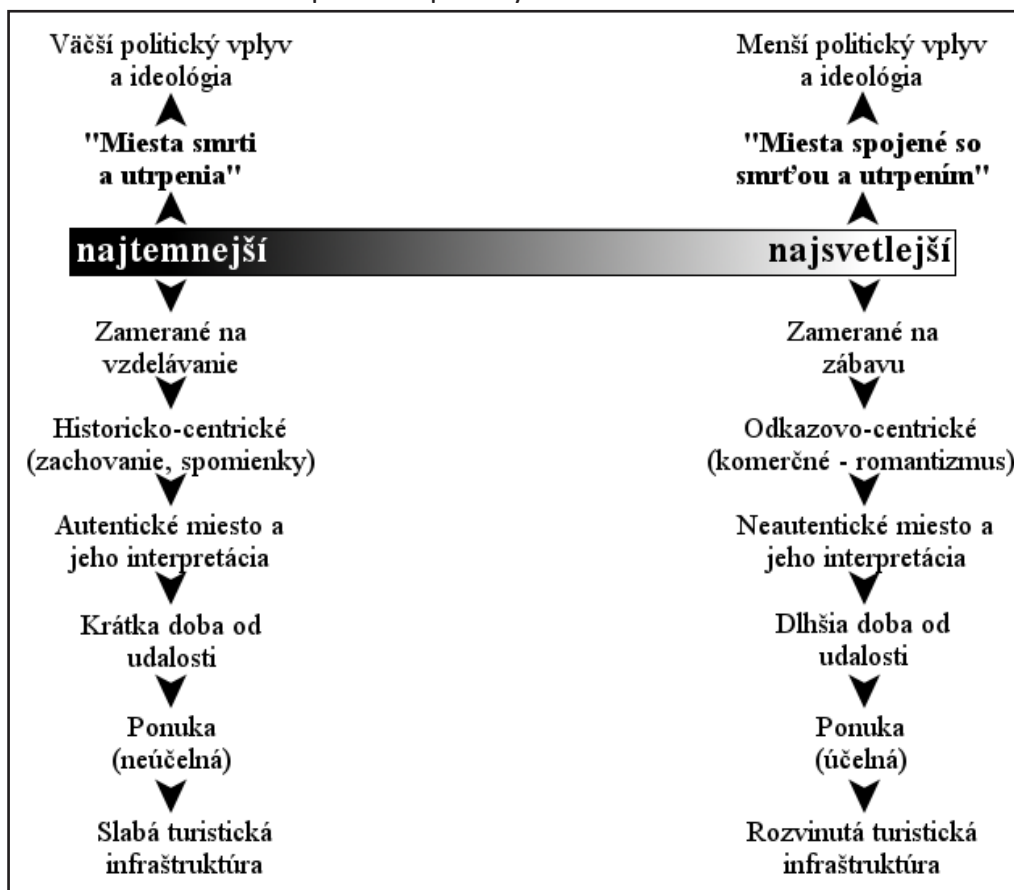 Väčší politický vplyv
a ideológia
"Miesta smrti
a utrpenia"
najtemnejší
Zamerané na
vzdelávanie
Historicko-centrické
(zachovanie, spomienky)
Autentické miesto a
jeho interpretácia
Krátka doba od
udalosti
Ponuka
(neúčelná)
Slabá turistická
infraštruktúra
Menší politický vplyv
a ideológia
"Miesta spojené so
smrťou a utrpením"
najsvetlejší
Zamerané na
zábavu
Odkazovo-centrické
(komerčné - romantizmus)
Neautentické miesto a
jeho interpretácia
Dlhšia doba od
udalosti
Ponuka
(účelná)
Rozvinutá turistická
infraštruktúra